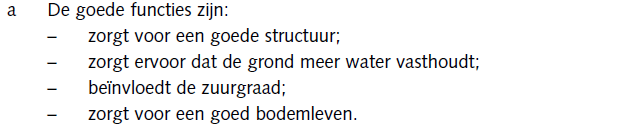 a De goede functies zijn:
– zorgt voor een goede structuur;
– zorgt ervoor dat de grond meer water vasthoudt;
– beïnvloedt de zuurgraad;
– zorgt voor een goed bodemleven.